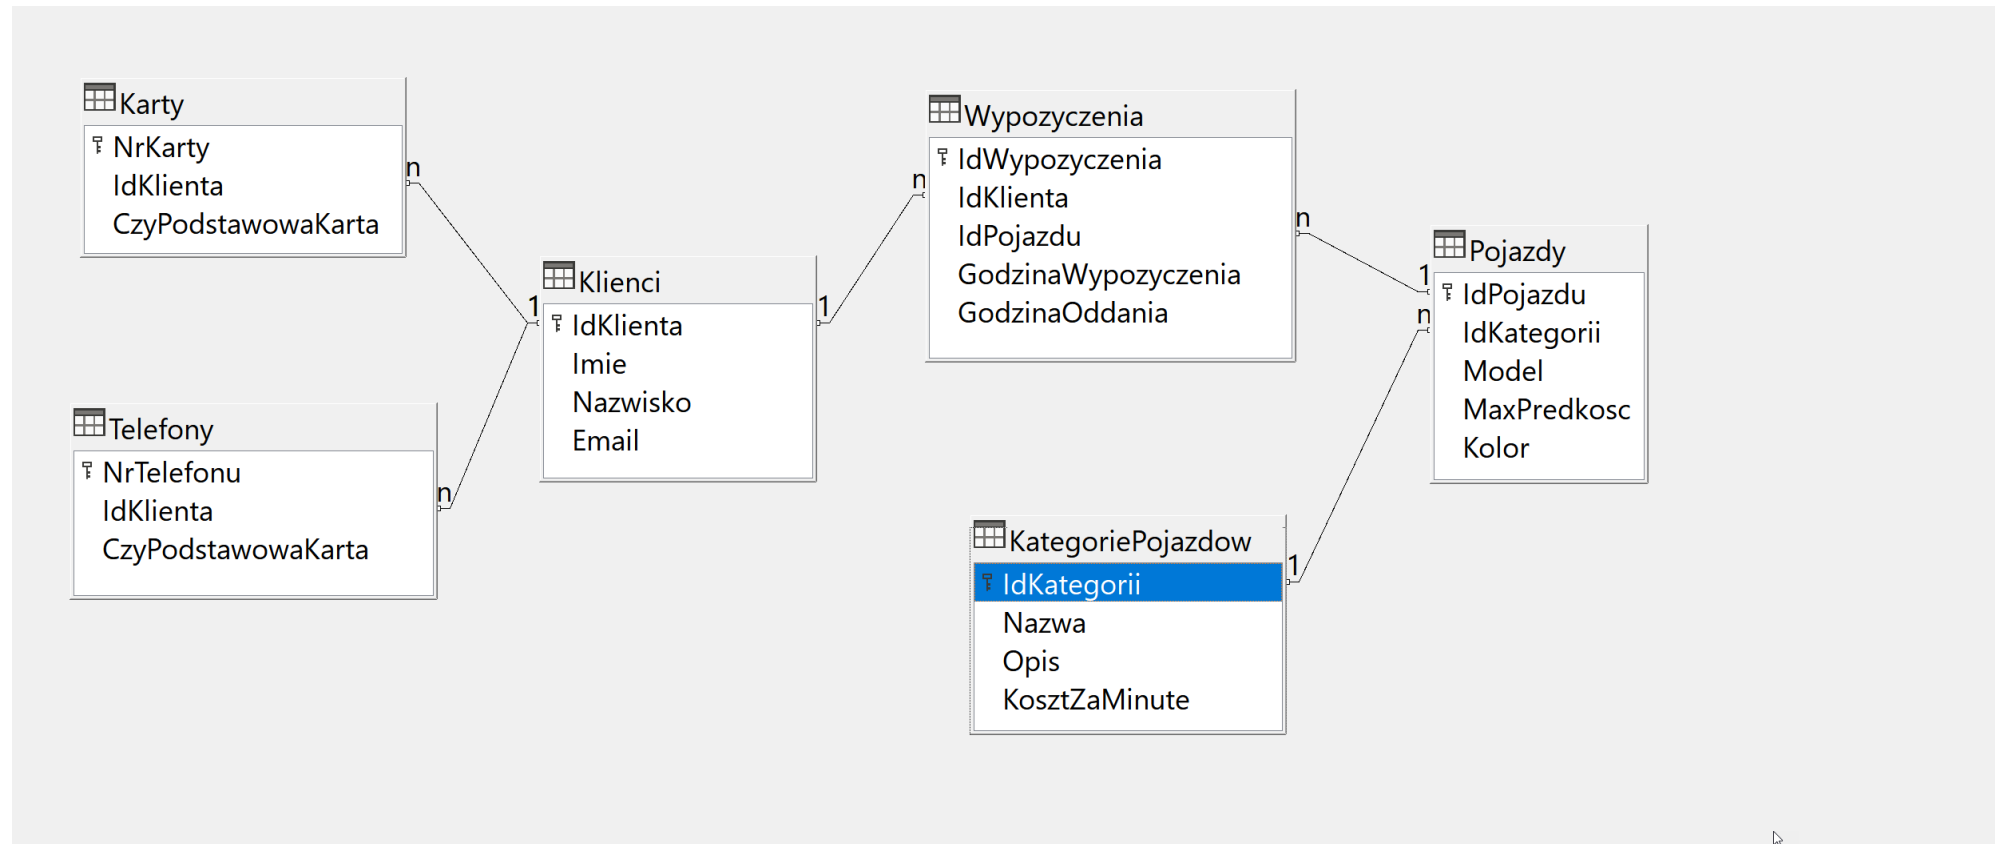 Karty
NrKarty
IdKlienta
CzyPodstawowaKarta
n
Telefony
NrTelefonu
IdKlienta
CzyPodstawowaKarta
n
1
Klienci
IdKlienta
Imie
Nazwisko
Email
1
n
Wypozyczenia
IdWypozyczenia
IdKlienta
IdPojazdu
GodzinaWypozyczenia
GodzinaOddania
n
1
n
Pojazdy
IdPojazdu
IdKategorii
Model
MaxPredkosc
Kolor
KategoriePojazdow
IdKategorii
Nazwa
Opis
KosztZaMinute
1